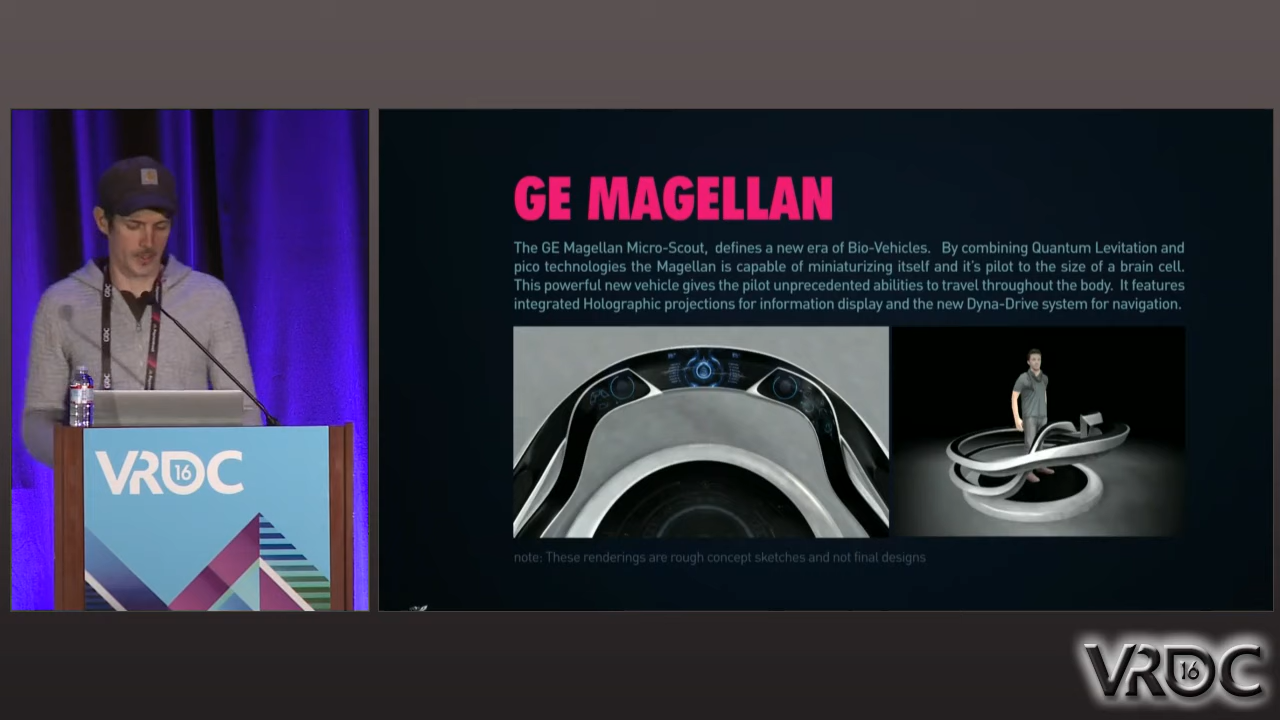 GE MAGELLAN
The GE Magellan Micro-Scout, defines a new era of Bio-Vehicles. By combining Quantum Levitation and
pico technologies the Magellan is capable of miniaturizing itself and it's pilot to the size of a brain cell.
This powerful new vehicle gives the pilot unprecedented abilities to travel throughout the body. It features
integrated Holographic projections for information display and the new Dyna-Drive system for navigation.
note: These renderings are rough concept sketches and not final designs
GDC
GDC
GDC
VRDC
16
VRDC
16